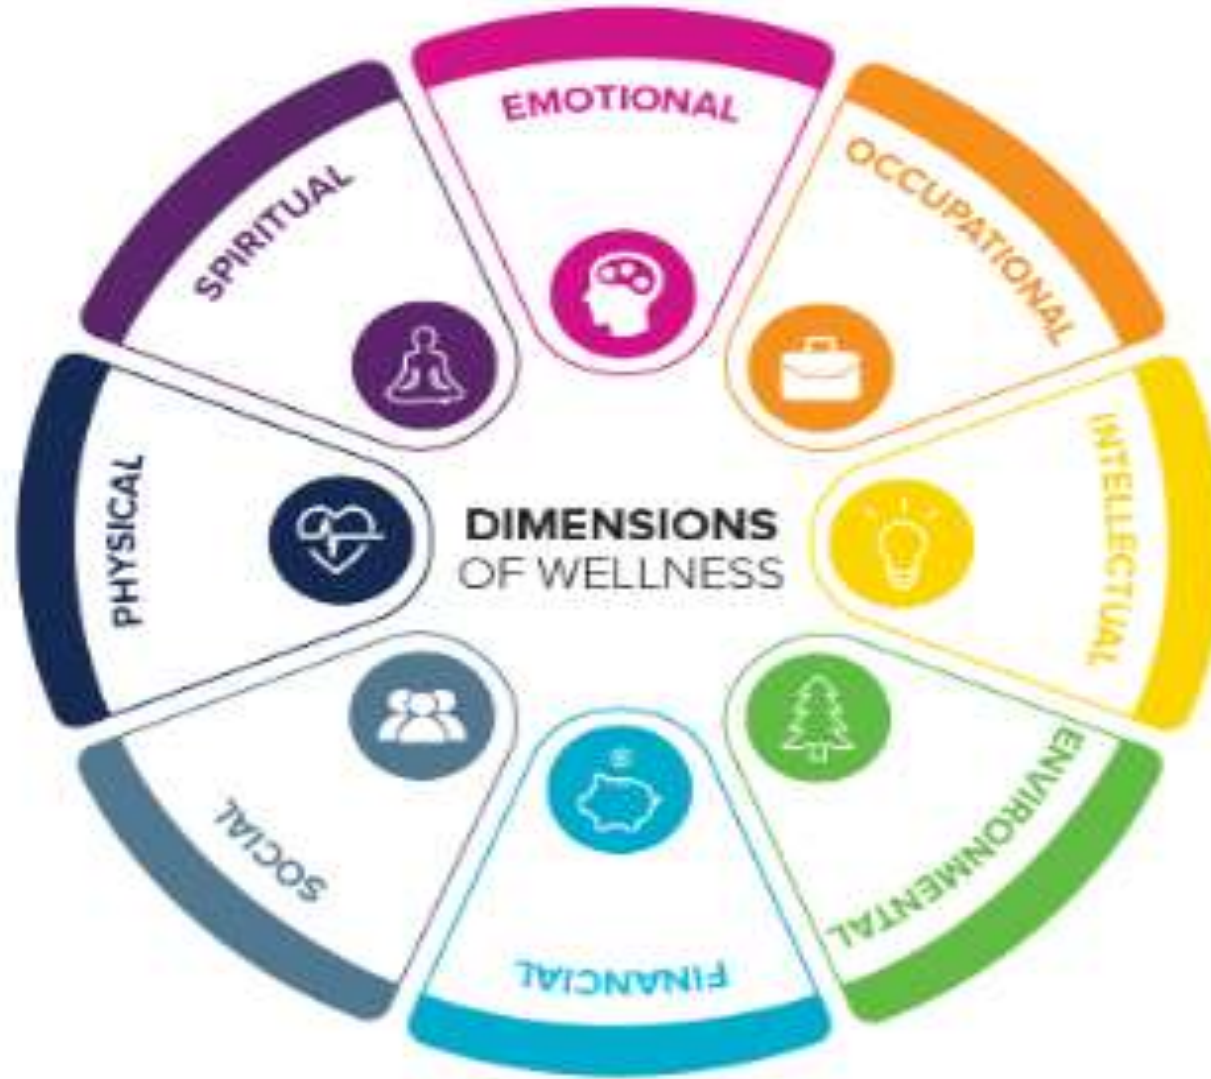 EMOTIONAL
OCCUPATIONAL
INTELLECTUAL
ENVIRONMENTAL
FINANCIAL
SOCIAL
PHYSICAL
SPIRITUAL
DIMENSIONS
OF WELLNESS